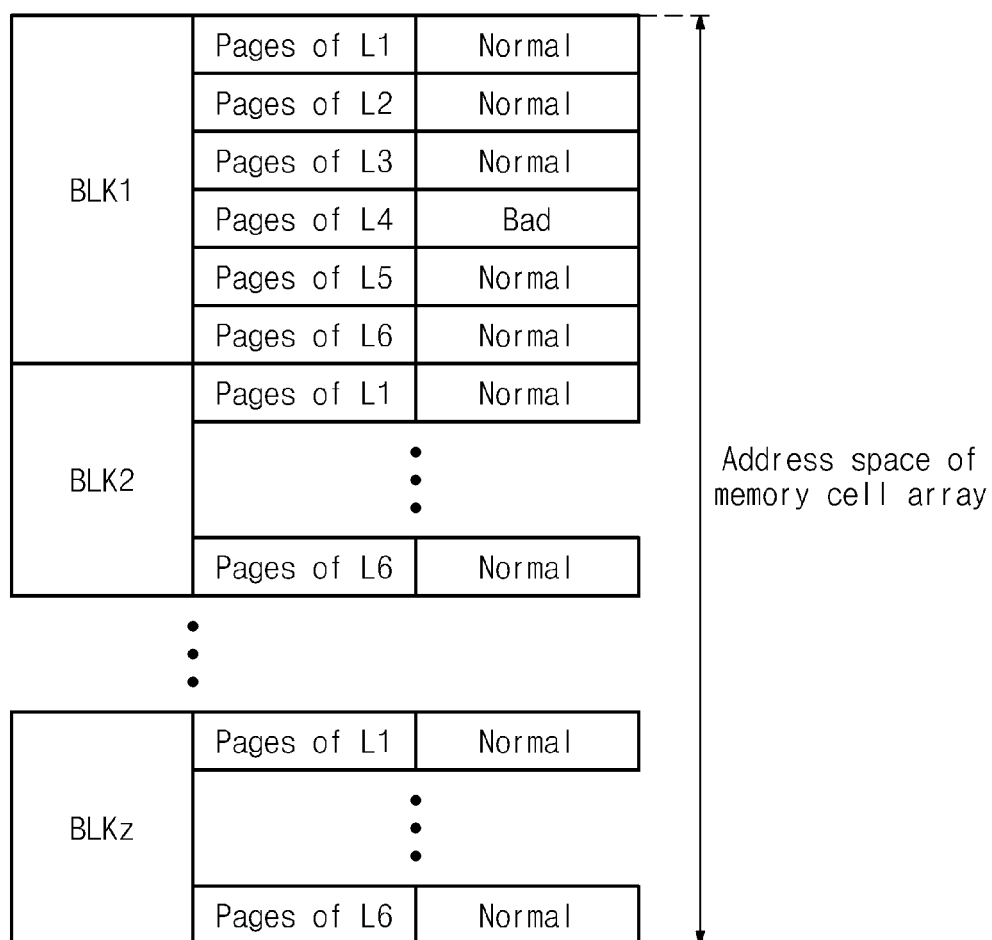 Pages of L1 Normal
Pages of L2 Normal
Pages of L3 Normal
BLK1
Pages of L4 Bad
Pages of L5 Normal
Pages of L6 Normal
Pages of L1 Normal
BLK2
Pages of L6 Normal
Address space of
memory cell array
Pages of L1 Normal
BLKz
Pages of L6 Normal